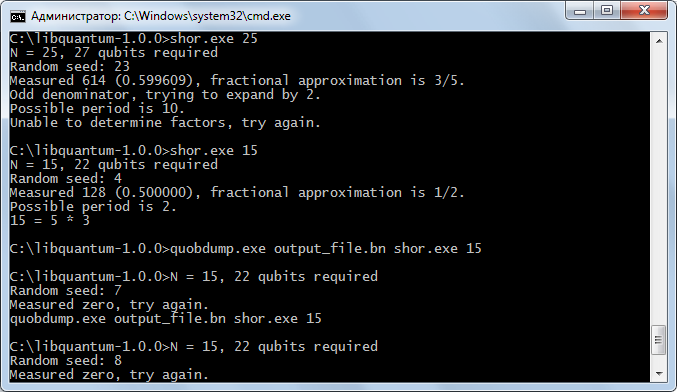 Администратор: C:\Windows\system32\cmd.exe
C:\libquantum-1.0.0>shor.exe 25
N = 25, 27 qubits required
Random seed: 23
Measured 614 (0.599609), fractional approximation is 3/5.
Odd denominator, trying to expand by 2.
Possible period is 10.
Unable to determine factors, try again.
C:\libquantum-1.0.0>shor.exe 15
N = 15, 22 qubits required
Random seed: 4
Measured 128 (0.500000), fractional approximation is 1/2.
Possible period is 2.
15 = 5 * 3
C:\libquantum-1.0.0>quobdump.exe output_file.bn shor.exe 15
C:\libquantum-1.0.0>N = 15, 22 qubits required
Random seed: 7
Measured zero, try again.
quobdump.exe output_file.bn shor.exe 15
C:\libquantum-1.0.0>N = 15, 22 qubits required
Random seed: 8
Measured zero, try again.